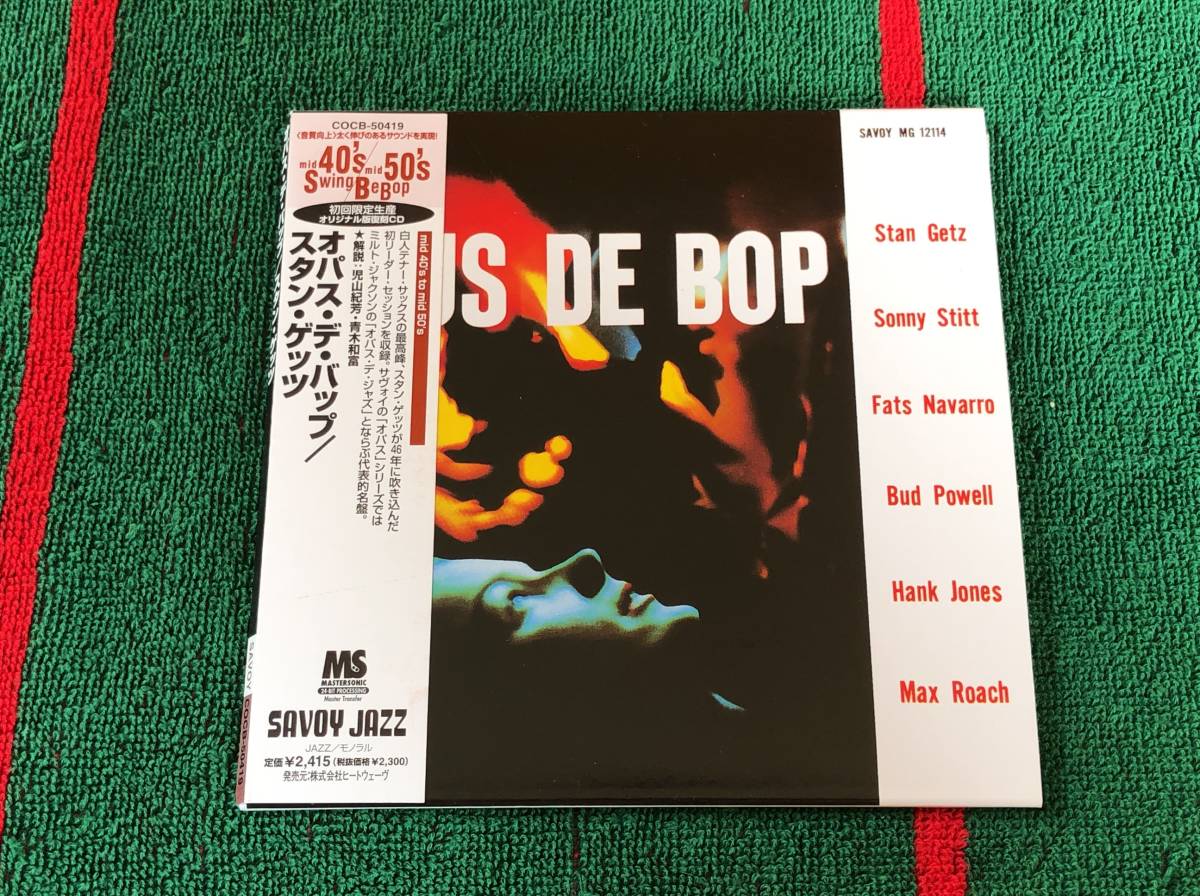 COCB-50419
〈音質向上〉太く伸びのあるサウンドを実現!
mid 40's / mid 50's
Swing BeBop
初回限定生産
オリジナル版復刻CD
mid 40's to mid 50's
白人テナー・サックスの最高峰、スタン・ゲッツが46年に吹き込んだ
初リーダー・セッションを収録。サヴォイの「オパス」シリーズでは
ミルト・ジャクソンの「オパス・デ・ジャズ」とならぶ代表的名盤。
★解説:児山紀芳・青木和富
オパス・デ・バップ/
スタン・ゲッツ
MS
MASTERSONIC
24-BIT PROCESSING
Master Transfer
SAVOY JAZZ
JAZZ/モノラル
定価¥2,415(税抜価格¥2,300)
発売元:株式会社ヒートウェーヴ
SAVOY COCB-50419
US DE BOP
SAVOY MG 12114
Stan Getz
Sonny Stitt
Fats Navarro
Bud Powell
Hank Jones
Max Roach